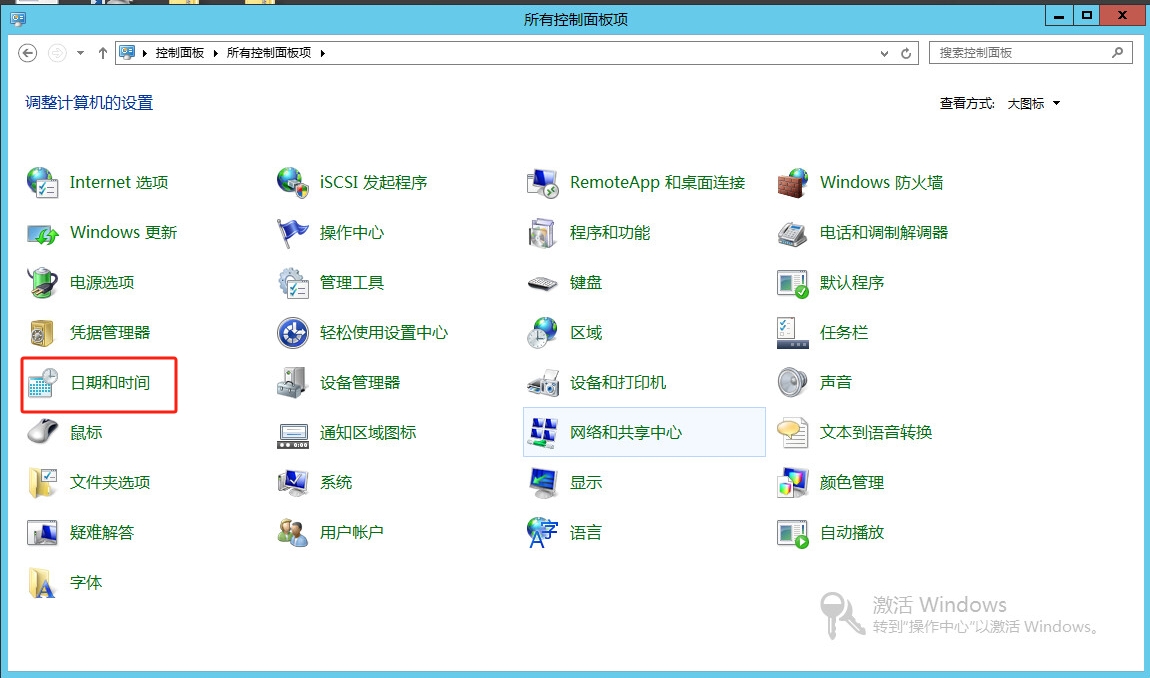 所有控制面板项
控制面板 所有控制面板项
搜索控制面板
调整计算机的设置
查看方式: 大图标
Internet 选项
iSCSI 发起程序
RemoteApp 和桌面连接
Windows 防火墙
Windows 更新
操作中心
程序和功能
电话和调制解调器
电源选项
管理工具
键盘
默认程序
凭据管理器
轻松使用设置中心
区域
任务栏
日期和时间
设备管理器
设备和打印机
声音
鼠标
通知区域图标
网络和共享中心
文本到语音转换
文件夹选项
系统
显示
颜色管理
疑难解答
用户帐户
语言
自动播放
字体
激活 Windows
转到"操作中心"以激活 Windows。